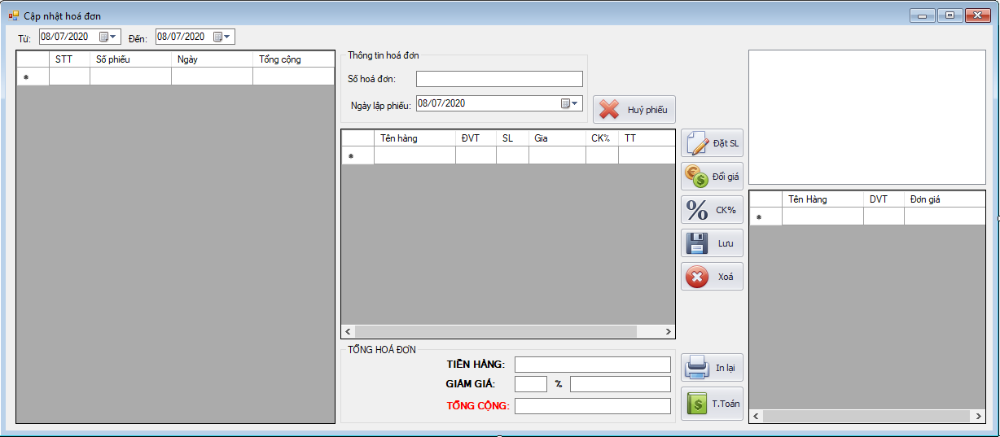 Cập nhật hoá đơn
Từ: 08/07/2020 Đến: 08/07/2020
STT Số phiếu Ngày Tổng cộng
Thông tin hoá đơn
Số hoá đơn:
Ngày lập phiếu: 08/07/2020
Huỷ phiếu
Tên hàng ĐVT SL Gia CK% TT
Đặt SL
Đổi giá
CK%
Lưu
Xoá
Tên Hàng DVT Đơn giá
TỔNG HOÁ ĐƠN
TIỀN HÀNG:
GIẢM GIÁ: %
TỔNG CỘNG:
In lại
T.Toán